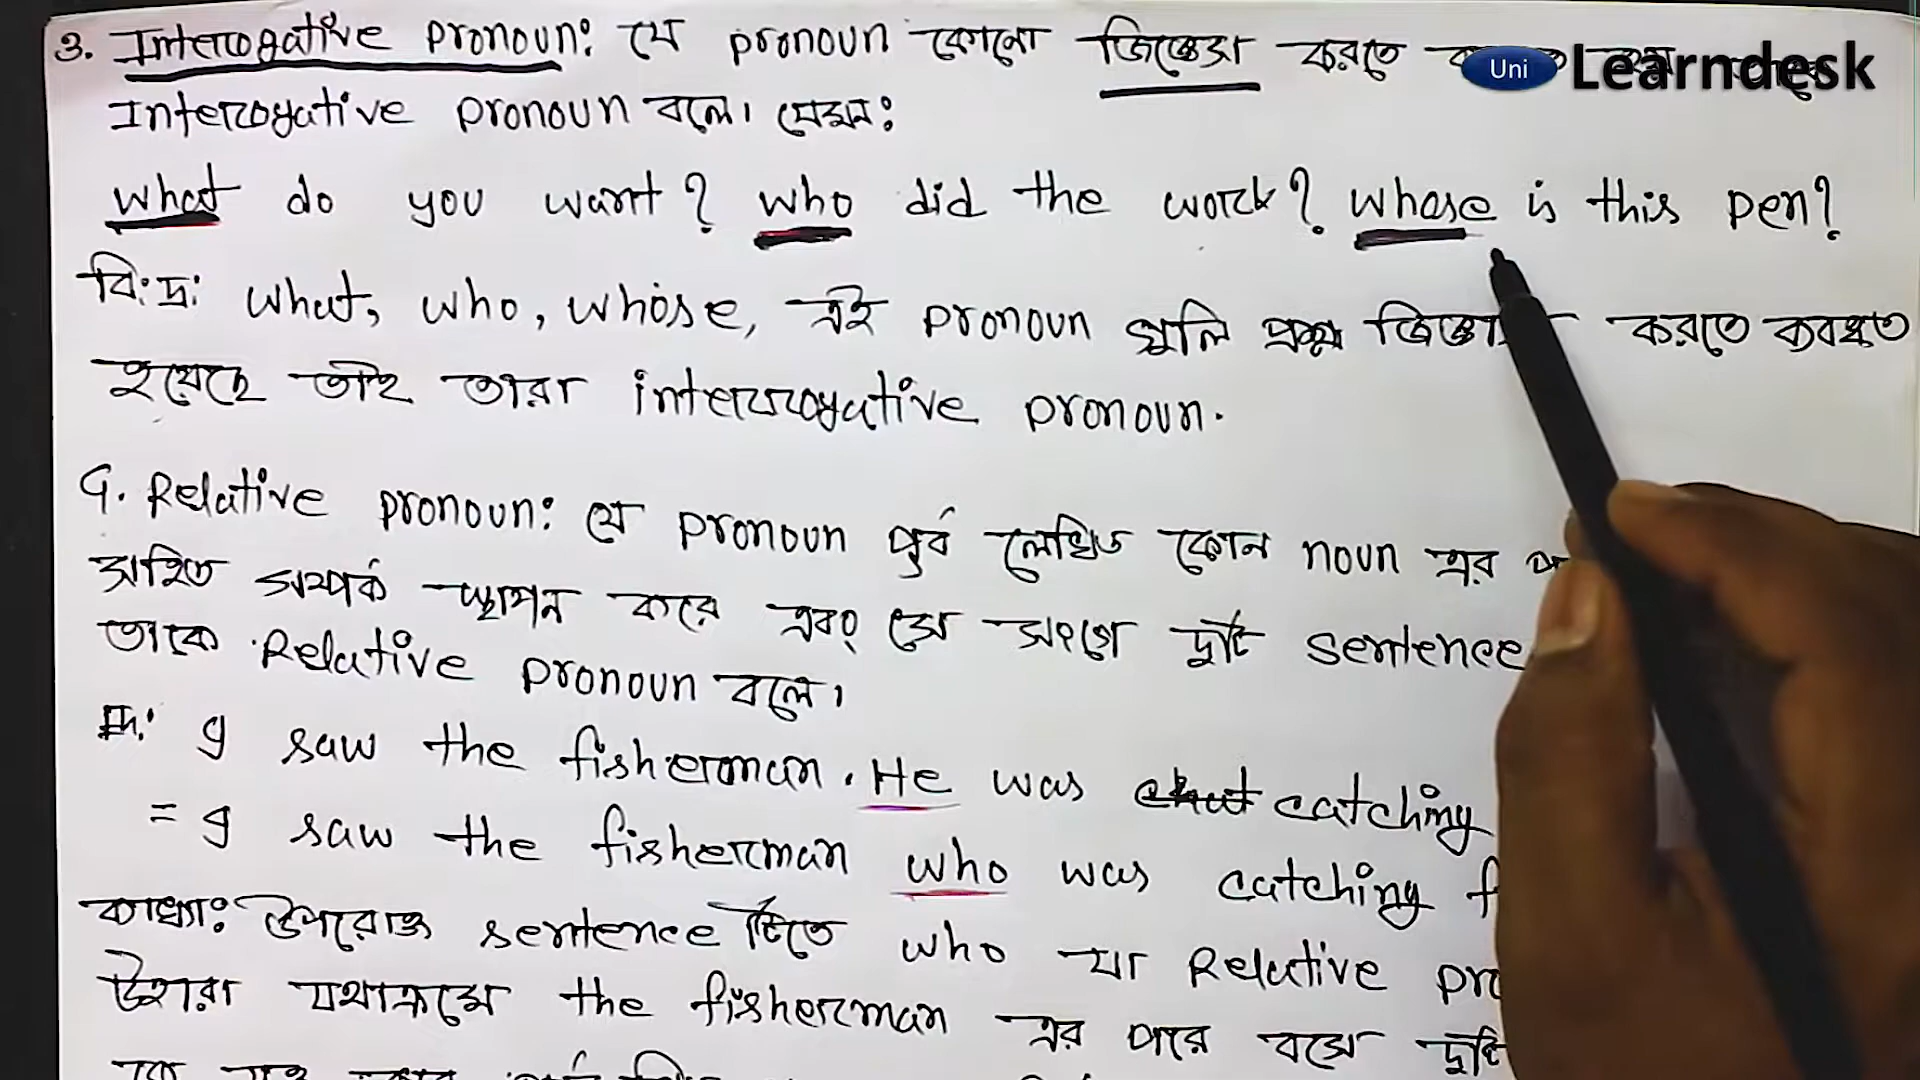 3. Interrogative pronoun: যে pronoun কোনো জিজ্ঞেসা করতে
Uni Learndesk
Interrogative pronoun বলে। যেমন:
What do you want? who did the work? Whose is this pen?
বি:দ্র: What, who, whose, এই pronoun গুলি প্রশ্ন করতে ব্যবহৃত
হয়েছে তাই তারা interrogative pronoun.
4. Relative pronoun: যে pronoun পূর্ব লেখিত কোন noun এর
সহিত সম্পর্ক স্থাপন করে এবং সে সংগে দুটি sentence
তাকে Relative pronoun বলে।
I saw the fisherman. He was catching
= I saw the fisherman who was catching
ব্যাখ্যা: উপরোক্ত sentence টিতে who যা Relative
উহারা যথাক্রমে the fisherman এর পরে বসে দুটি